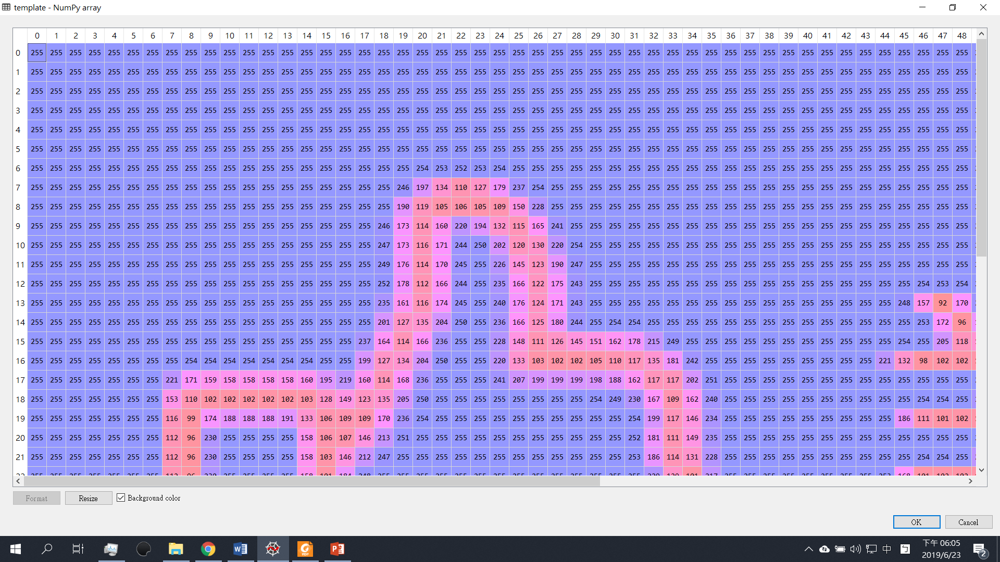 template - NumPy array
0 1 2 3 4 5 6 7 8 9 10 11 12 13 14 15 16 17 18 19 20 21 22 23 24 25 26 27 28 29 30 31 32 33 34 35 36 37 38 39 40 41 42 43 44 45 46 47 48
0 255 255 255 255 255 255 255 255 255 255 255 255 255 255 255 255 255 255 255 255 255 255 255 255 255 255 255 255 255 255 255 255 255 255 255 255 255 255 255 255 255 255 255 255 255 255 255 255 255
1 255 255 255 255 255 255 255 255 255 255 255 255 255 255 255 255 255 255 255 255 255 255 255 255 255 255 255 255 255 255 255 255 255 255 255 255 255 255 255 255 255 255 255 255 255 255 255 255 255
2 255 255 255 255 255 255 255 255 255 255 255 255 255 255 255 255 255 255 255 255 255 255 255 255 255 255 255 255 255 255 255 255 255 255 255 255 255 255 255 255 255 255 255 255 255 255 255 255 255
3 255 255 255 255 255 255 255 255 255 255 255 255 255 255 255 255 255 255 255 255 255 255 255 255 255 255 255 255 255 255 255 255 255 255 255 255 255 255 255 255 255 255 255 255 255 255 255 255 255
4 255 255 255 255 255 255 255 255 255 255 255 255 255 255 255 255 255 255 255 255 255 255 255 255 255 255 255 255 255 255 255 255 255 255 255 255 255 255 255 255 255 255 255 255 255 255 255 255 255
5 255 255 255 255 255 255 255 255 255 255 255 255 255 255 255 255 255 255 255 255 255 255 255 255 255 255 255 255 255 255 255 255 255 255 255 255 255 255 255 255 255 255 255 255 255 255 255 255 255
6 255 255 255 255 255 255 255 255 255 255 255 255 255 255 255 255 255 255 255 255 254 253 252 253 254 255 255 255 255 255 255 255 255 255 255 255 255 255 255 255 255 255 255 255 255 255 255 255 255
7 255 255 255 255 255 255 255 255 255 255 255 255 255 255 255 255 255 255 255 246 197 134 110 127 179 237 254 255 255 255 255 255 255 255 255 255 255 255 255 255 255 255 255 255 255 255 255 255 255
8 255 255 255 255 255 255 255 255 255 255 255 255 255 255 255 255 255 255 255 190 119 105 106 105 109 150 228 255 255 255 255 255 255 255 255 255 255 255 255 255 255 255 255 255 255 255 255 255 255
9 255 255 255 255 255 255 255 255 255 255 255 255 255 255 255 255 255 255 246 173 114 160 220 194 132 115 165 241 255 255 255 255 255 255 255 255 255 255 255 255 255 255 255 255 255 255 255 255 255
10 255 255 255 255 255 255 255 255 255 255 255 255 255 255 255 255 255 255 247 173 116 171 244 250 202 120 130 220 254 255 255 255 255 255 255 255 255 255 255 255 255 255 255 255 255 255 255 255 255
11 255 255 255 255 255 255 255 255 255 255 255 255 255 255 255 255 255 255 249 176 114 170 245 255 226 145 123 190 247 255 255 255 255 255 255 255 255 255 255 255 255 255 255 255 255 255 255 255 255
12 255 255 255 255 255 255 255 255 255 255 255 255 255 255 255 255 255 255 252 178 112 166 244 255 235 166 122 175 243 255 255 255 255 255 255 255 255 255 255 255 255 255 255 255 255 255 254 253 254
13 255 255 255 255 255 255 255 255 255 255 255 255 255 255 255 255 255 255 235 161 116 174 245 255 240 176 124 171 243 255 255 255 255 255 255 255 255 255 255 255 255 255 255 255 255 248 157 92 170
14 255 255 255 255 255 255 255 255 255 255 255 255 255 255 255 255 255 255 201 127 135 204 250 255 236 166 125 180 244 255 254 254 255 255 255 255 255 255 255 255 255 255 255 255 255 255 253 172 96
15 255 255 255 255 255 255 255 255 255 255 255 255 255 255 255 255 255 237 164 114 166 236 255 255 228 148 111 126 145 151 162 178 215 249 255 255 255 255 255 255 255 255 255 255 255 254 255 205 118
16 255 255 255 255 255 255 255 255 254 254 254 254 254 254 254 255 255 199 127 134 204 250 255 255 220 133 103 102 102 105 110 117 135 181 242 255 255 255 255 255 255 255 255 255 221 132 98 102 102
17 255 255 255 255 255 255 255 221 171 159 158 158 158 158 160 195 219 160 114 168 236 255 255 255 241 207 199 199 199 198 188 162 117 117 202 251 255 255 255 255 255 255 255 255 255 255 255 255 255
18 255 255 255 255 255 255 255 153 110 102 102 102 102 102 103 128 149 123 135 205 250 255 255 255 255 255 255 255 255 254 249 230 167 109 162 240 255 255 255 255 255 255 255 255 255 255 254 254 255
19 255 255 255 255 255 255 255 116 99 174 188 188 188 191 133 106 109 109 170 236 254 255 255 255 255 255 255 255 255 255 255 254 199 117 146 234 255 255 255 255 255 255 255 255 255 186 111 101 102
20 255 255 255 255 255 255 255 112 96 230 255 255 255 255 158 106 107 146 213 251 255 255 255 255 255 255 255 255 255 255 255 252 181 111 149 235 255 255 255 255 255 255 255 255 255 255 255 255 255
21 255 255 255 255 255 255 255 112 96 230 255 255 255 255 158 103 146 212 247 255 255 255 255 255 255 255 255 255 255 255 255 253 186 114 131 228 255 255 255 255 255 255 255 255 255 255 254 254 255
Format Resize Background color
OK Cancel
中
下午 06:05
2019/6/23
2